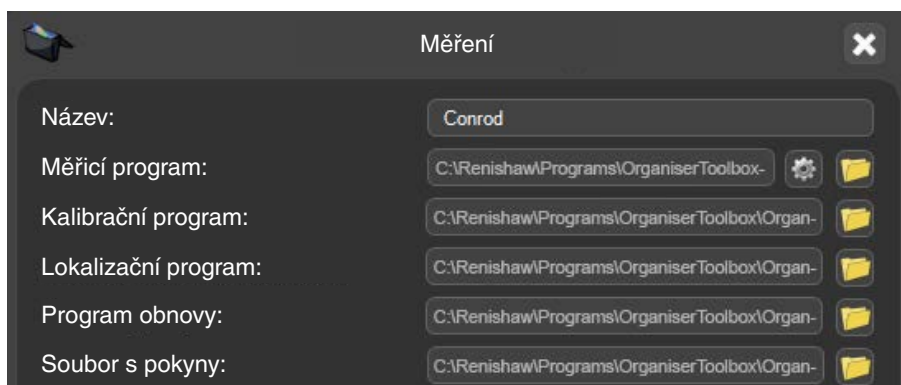 Měření
Název: Conrod
Měřicí program: C:\Renishaw\Programs\OrganiserToolbox-
Kalibrační program: C:\Renishaw\Programs\OrganiserToolbox\Organ-
Lokalizační program: C:\Renishaw\Programs\OrganiserToolbox\Organ-
Program obnovy: C:\Renishaw\Programs\OrganiserToolbox\Organ-
Soubor s pokyny: C:\Renishaw\Programs\OrganiserToolbox\Organ-